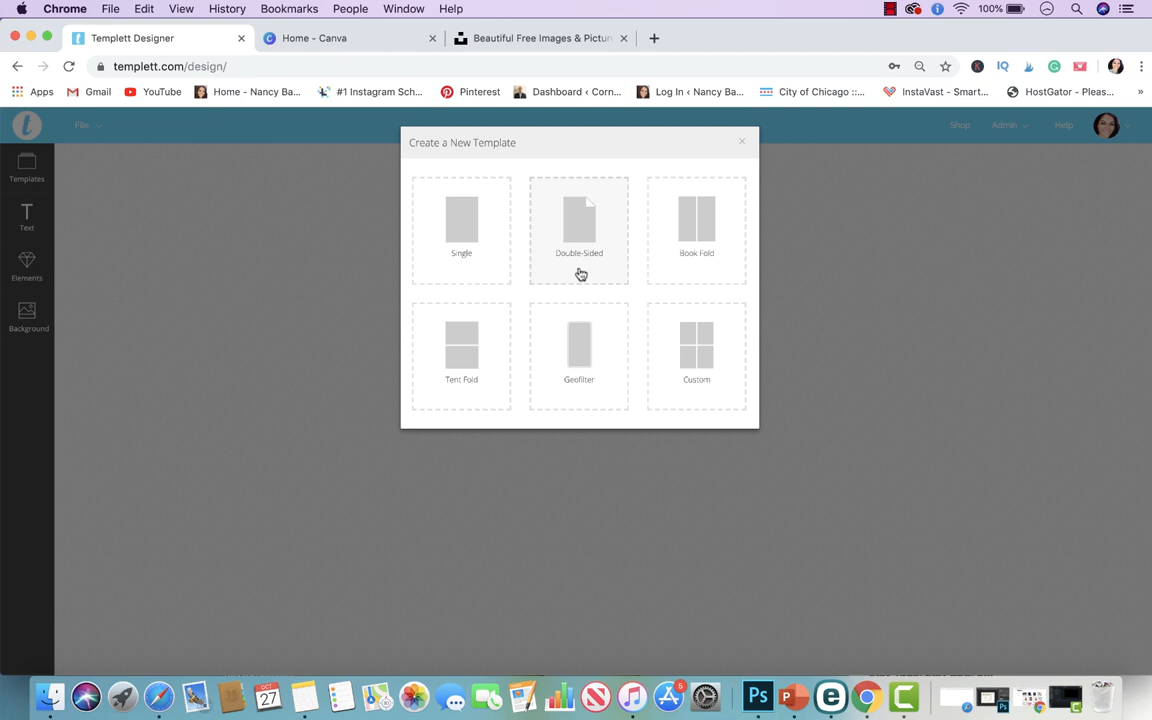 Chrome File Edit View History Bookmarks People Window Help 100%
Templett Designer Home - Canva Beautiful Free Images & Pictur
templett.com/design/
Apps Gmail YouTube Home - Nancy Ba... #1 Instagram Sch... Pinterest Dashboard ‹ Corn... Log In ‹ Nancy Ba... City of Chicago ::... InstaVast - Smart... HostGator - Pleas... »
t File Shop Admin Help
Create a New Template
Templates
Text
Elements
Background
Single Double-Sided Book Fold
Tent Fold Geofilter Custom
OCT
27
5
Ps